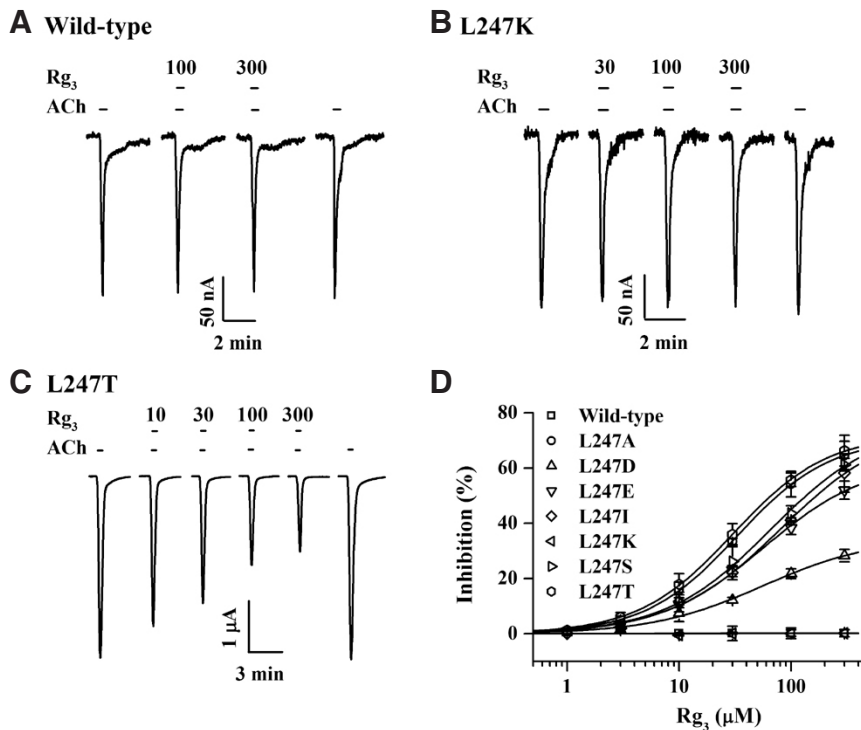 A Wild-type
Rg3 100 300
ACh
50 nA
2 min
B L247K
Rg3 30 100 300
ACh
50 nA
2 min
C L247T
Rg3 10 30 100 300
ACh
1 μA
3 min
D
80
60
40
20
0
Inhibition (%)
Wild-type
L247A
L247D
L247E
L247I
L247K
L247S
L247T
1 10 100
Rg3 (μM)